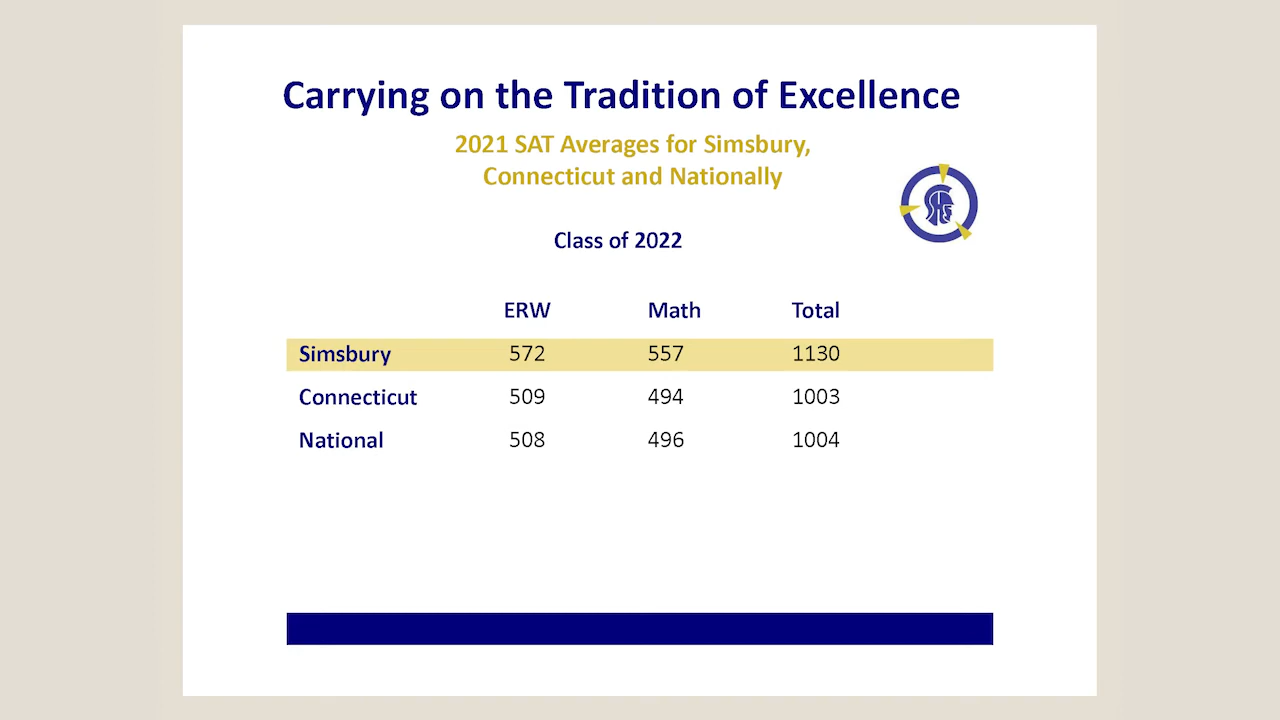 Carrying on the Tradition of Excellence
2021 SAT Averages for Simsbury,
Connecticut and Nationally
Class of 2022
ERW Math Total
Simsbury 572 557 1130
Connecticut 509 494 1003
National 508 496 1004